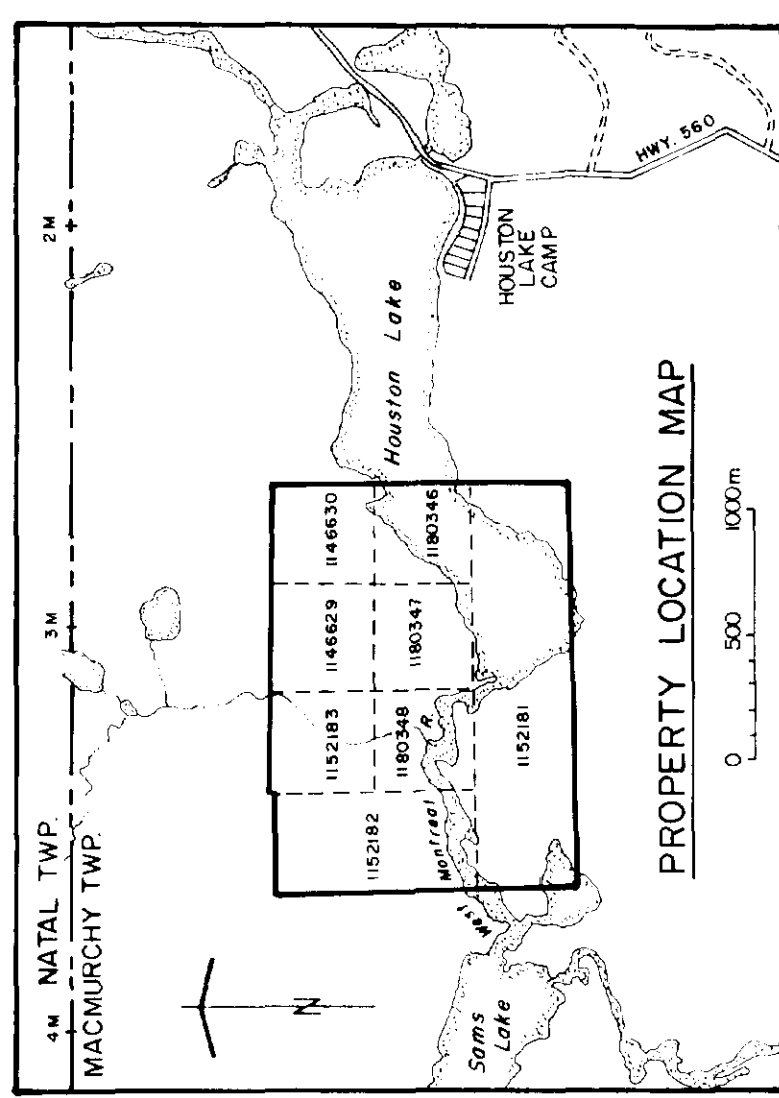 4M NATAL TWP. 3M 2M
MACMURCHY TWP.
N
1152182
1152183
1146629
1146630
1180348
1180347
1180346
1152181
West Montreal R.
Sams
Lake
Houston Lake
HOUSTON
LAKE
CAMP
HWY. 560
PROPERTY LOCATION MAP
0 500 1000m